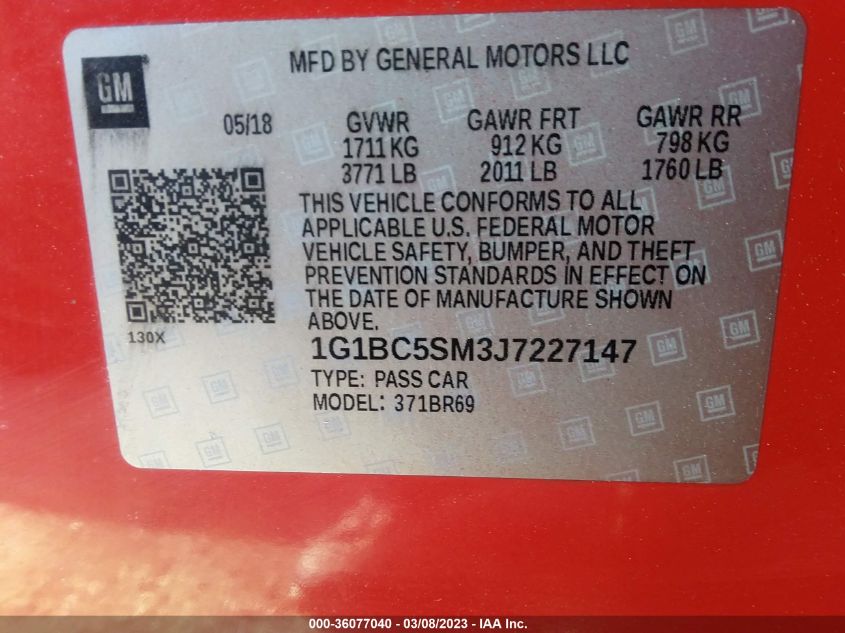 GM
MFD BY GENERAL MOTORS LLC
05/18 GVWR GAWR FRT GAWR RR
1711 KG 912 KG 798 KG
3771 LB 2011 LB 1760 LB
THIS VEHICLE CONFORMS TO ALL
APPLICABLE U.S. FEDERAL MOTOR
VEHICLE SAFETY, BUMPER, AND THEFT
PREVENTION STANDARDS IN EFFECT ON
THE DATE OF MANUFACTURE SHOWN
ABOVE.
130X
1G1BC5SM3J7227147
TYPE: PASS CAR
MODEL: 371BR69
000-36077040 - 03/08/2023 - IAA Inc.